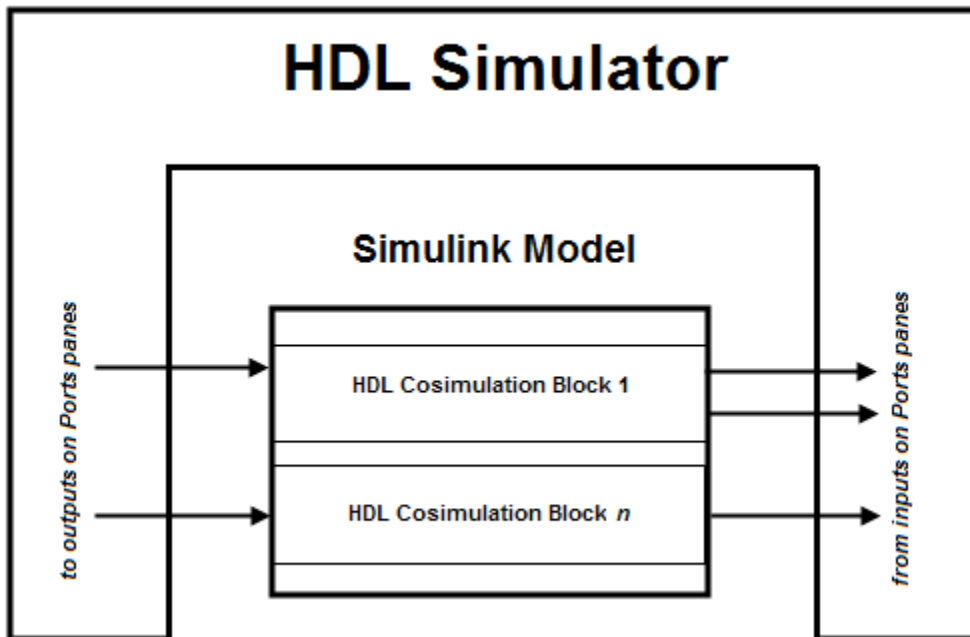 HDL Simulator
Simulink Model
to outputs on Ports panes
HDL Cosimulation Block 1
HDL Cosimulation Block n
from inputs on Ports panes